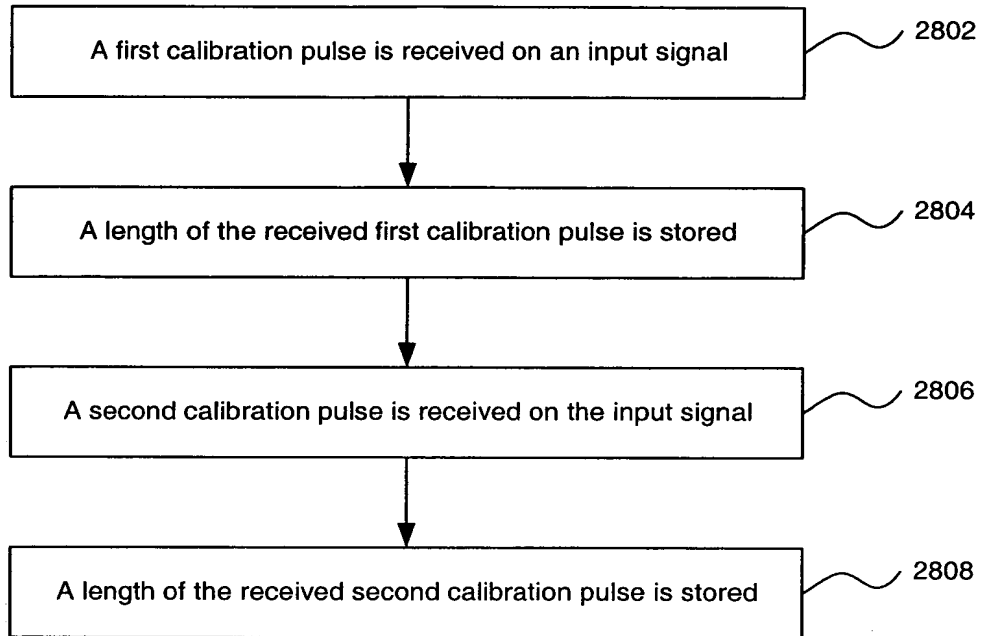 A first calibration pulse is received on an input signal
2802
A length of the received first calibration pulse is stored
2804
A second calibration pulse is received on the input signal
2806
A length of the received second calibration pulse is stored
2808